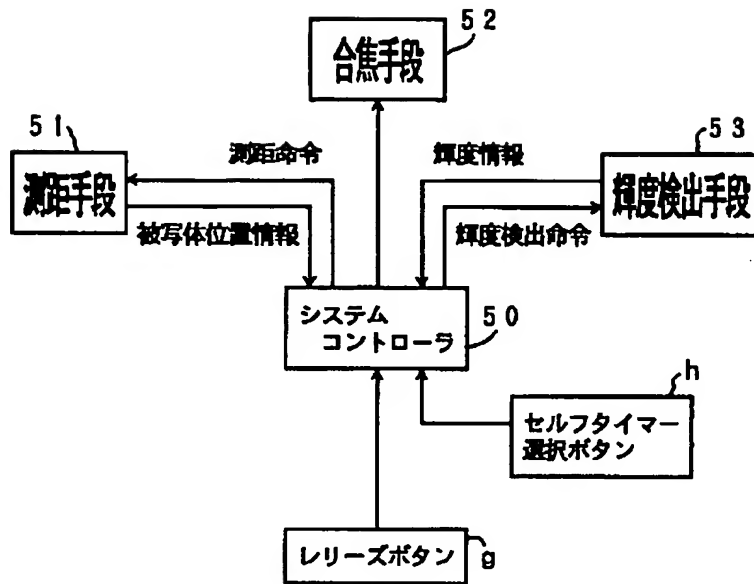 52
合焦手段
51
測距手段
測距命令
被写体位置情報
輝度情報
輝度検出命令
53
輝度検出手段
システム
コントローラ
50
h
セルフタイマー
選択ボタン
レリーズボタン
g